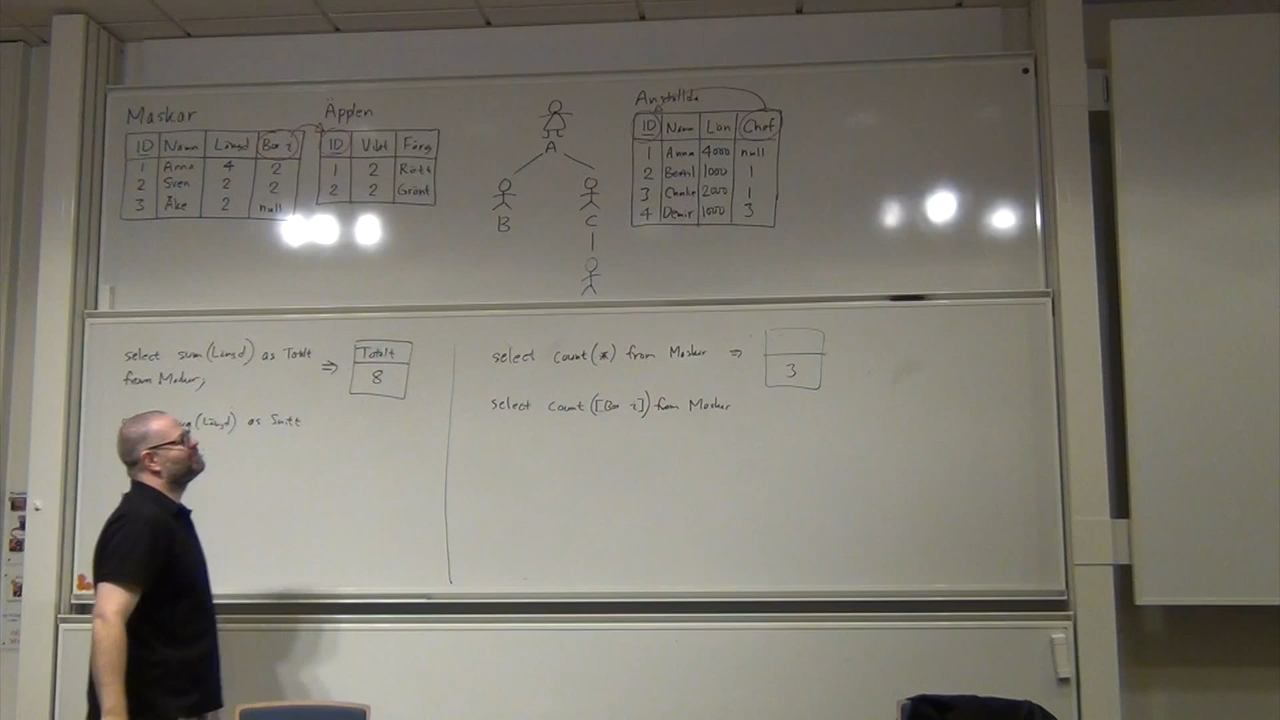 Maskar
ID Namn Längd Bor i
1 Anna 4 2
2 Sven 2 2
3 Åke 2 null
Äpplen
ID Vikt Färg
1 2 Rött
2 2 Grönt
A
B
C
Anställda
ID Namn Lön Chef
1 Anna 4000 null
2 Bertil 1000 1
3 2000 1
4 Demir 1000 3
select sum(Längd) as Totalt
from Maskar;
⇒
Totalt
8
(Längd) as Snitt
select count(*) from Maskar ⇒
3
select count([Bor i]) from Maskar